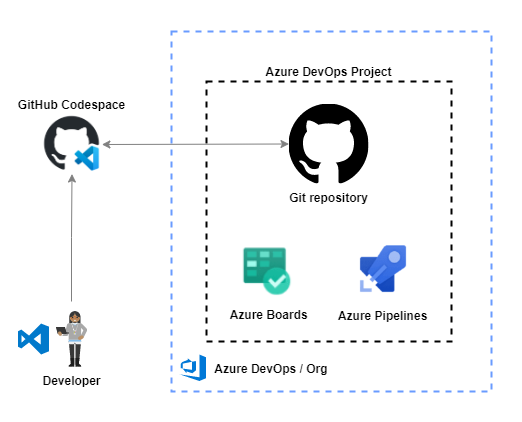 Azure DevOps Project
GitHub Codespace
Git repository
Azure Boards
Azure Pipelines
Azure DevOps / Org
Developer